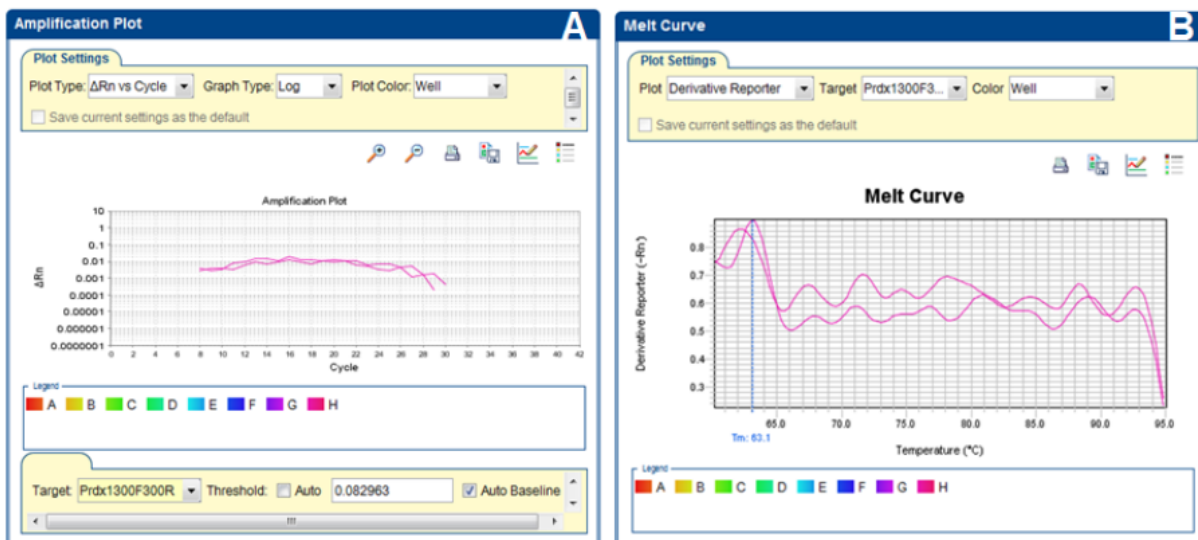 Amplification Plot A
Plot Settings
Plot Type: ΔRn vs Cycle Graph Type: Log Plot Color: Well
Save current settings as the default
Amplification Plot
10
1
0.1
0.01
0.001
0.0001
0.00001
0.000001
0.0000001
ΔRn
0 2 4 6 8 10 12 14 16 18 20 22 24 26 28 30 32 34 36 38 40 42
Cycle
Legend
A B C D E F G H
Target: Prdx1300F300R Threshold: Auto 0.082963 Auto Baseline
Melt Curve B
Plot Settings
Plot Derivative Reporter Target Prdx1300F3... Color Well
Save current settings as the default
Melt Curve
0.8
0.7
0.6
0.5
0.4
0.3
Derivative Reporter (-Rn)
65.0 70.0 75.0 80.0 85.0 90.0 95.0
Tm: 63.1
Temperature (°C)
Legend
A B C D E F G H